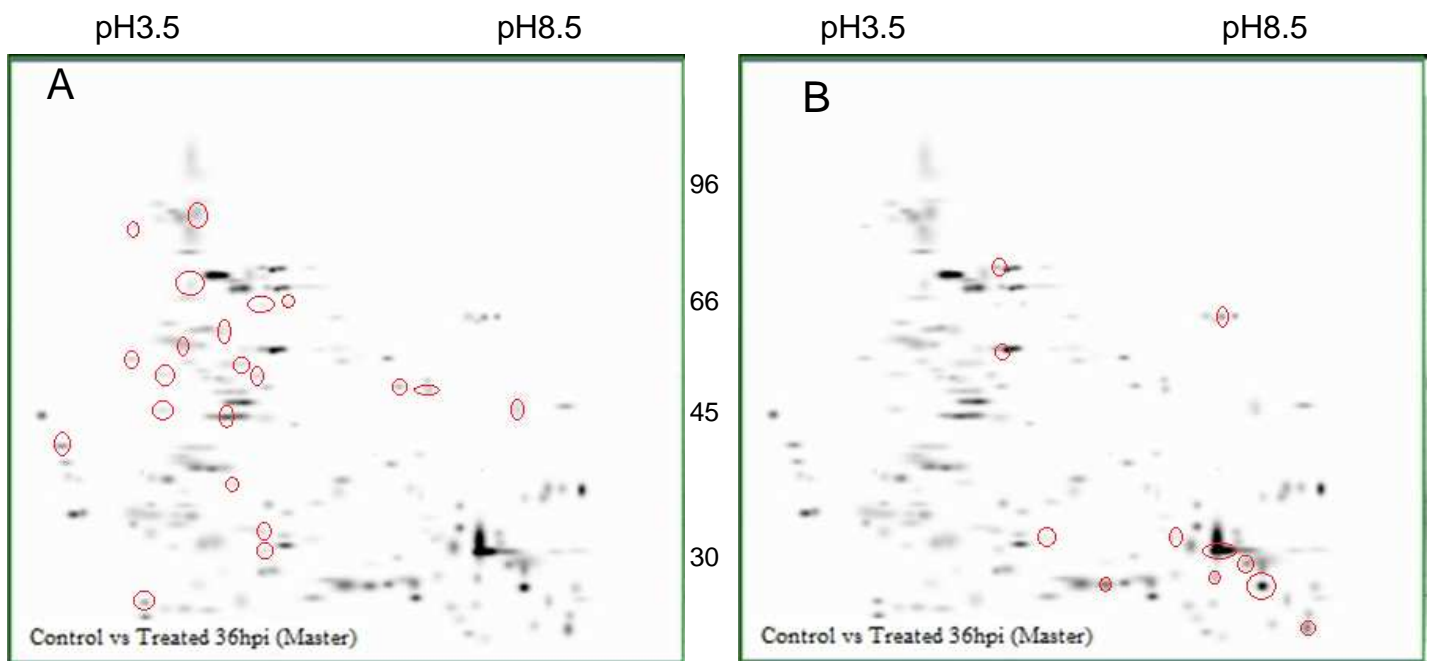 pH3.5 pH8.5 pH3.5 pH8.5
A B
96
66
45
30
Control vs Treated 36hpi (Master) Control vs Treated 36hpi (Master)